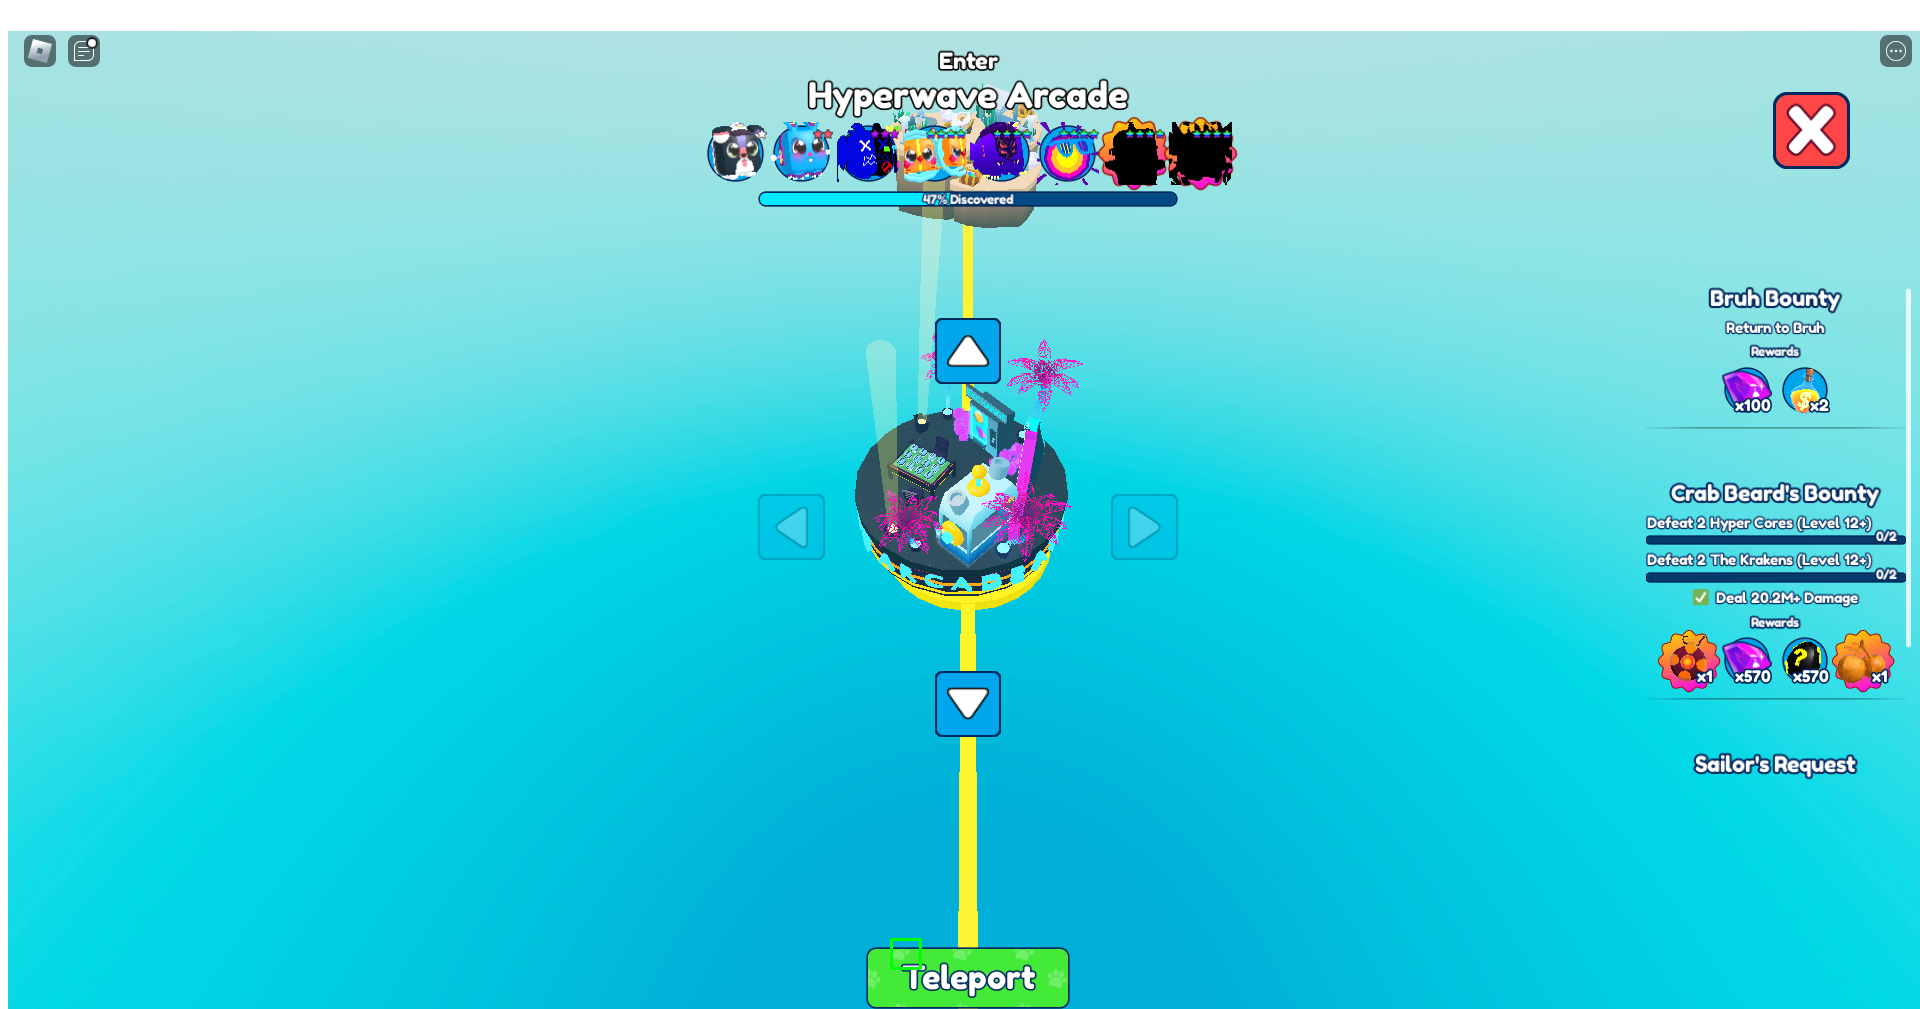 Enter
Hyperwave Arcade
47% Discovered
Bruh Bounty
Return to Bruh
Rewards
x100
x2
Crab Beard's Bounty
Defeat 2 Hyper Cores (Level 12+)
0/2
Defeat 2 The Krakens (Level 12+)
0/2
Deal 20.2M+ Damage
Rewards
x1
x570
x570
x1
Sailor's Request
ARCADE
Teleport